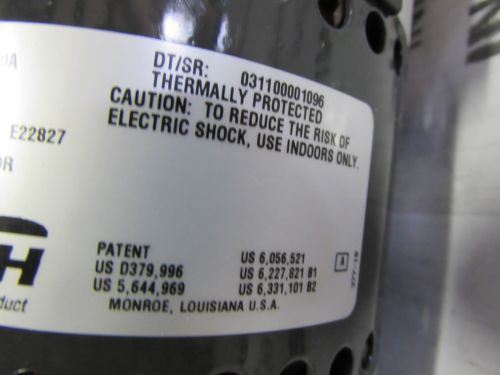 DT/SR: 031100001096
THERMALLY PROTECTED
CAUTION: TO REDUCE THE RISK OF
ELECTRIC SHOCK, USE INDOORS ONLY.
E22827
OR
H
PATENT
US D379,996
US 5,644,969
US 6,056,521
US 6,227,821 B1
US 6,331,101 B2
A
MONROE, LOUISIANA U.S.A.